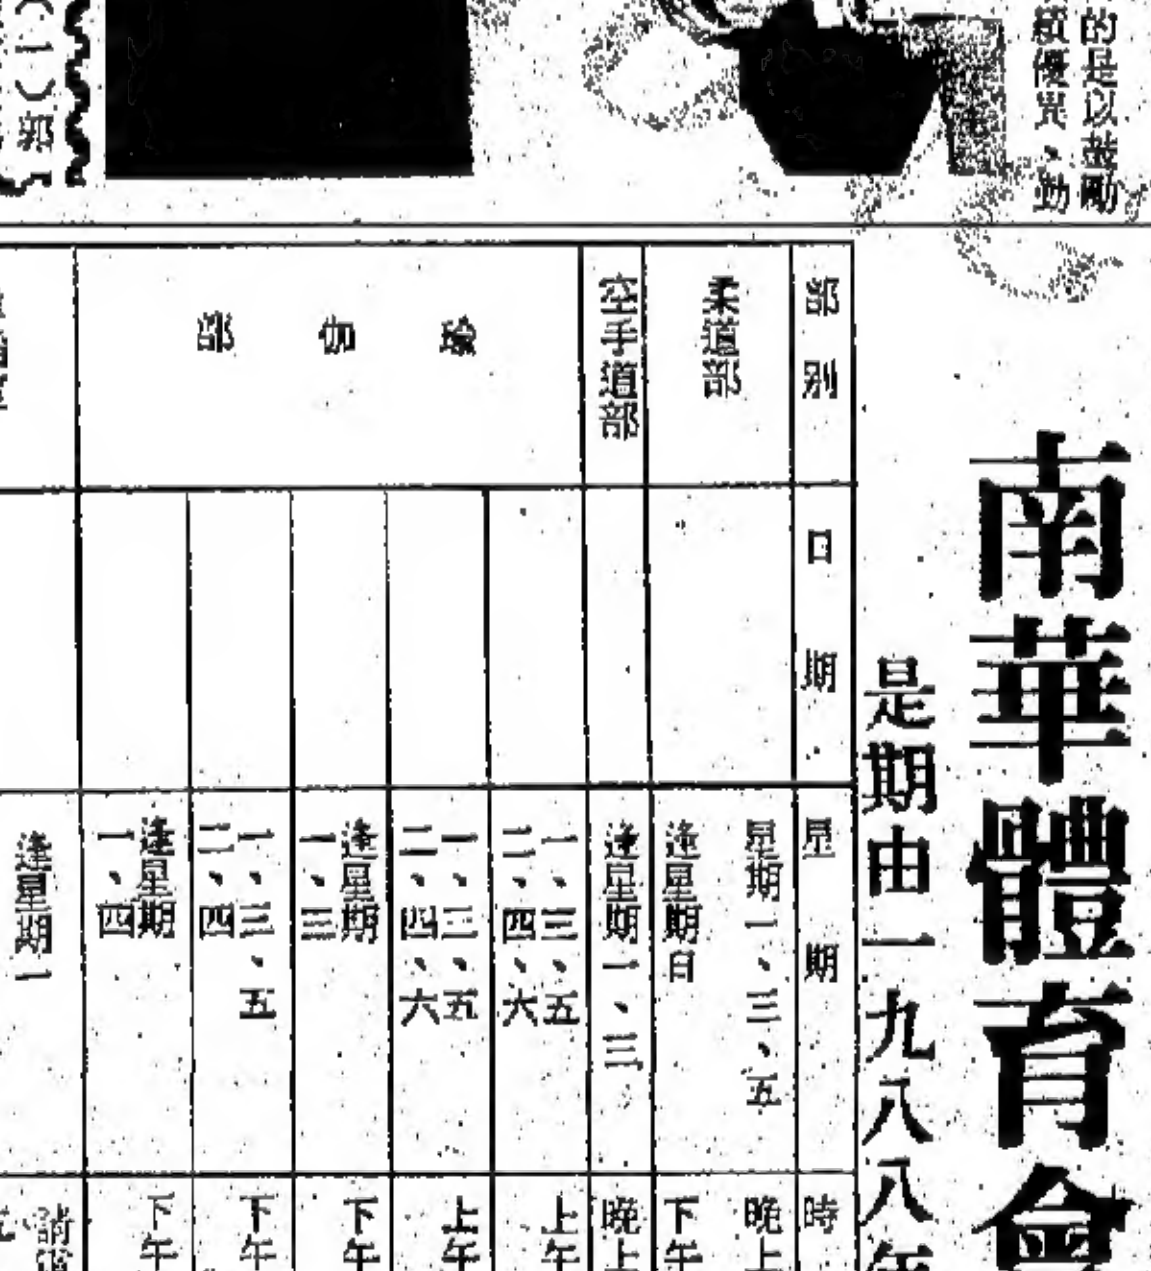 的是以鼓勵
績優異、動
南華體育會
是期由一九八八年
部別
日期
星期
時
柔道部
星期一、三、五
晚上
逢星期日
下午
空手道部
逢星期一、三
晚上
瑜伽部
一、三、五
二、四、六
上午
一、三、五
二、四、六
上午
逢星期
一、三
下午
一、三、五
二、四
下午
逢星期
一、四
下午
逢星期
(一)郭